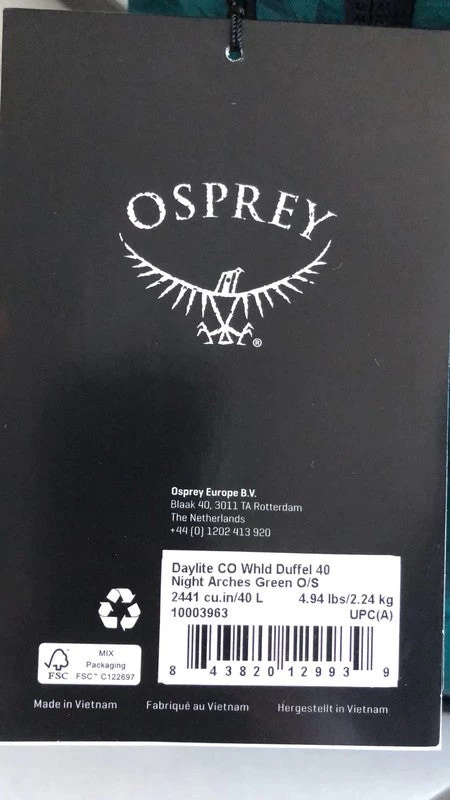 OSPREY
®
Osprey Europe B.V.
Blaak 40, 3011 TA Rotterdam
The Netherlands
+44 (0) 1202 413 920
Daylite CO Whld Duffel 40
Night Arches Green O/S
2441 cu.in/40 L 4.94 lbs/2.24 kg
10003963 UPC(A)
8 43820 12993 9
MIX
Packaging
FSC™ C122697
FSC
Made in Vietnam Fabriqué au Vietnam Hergestellt in Vietnam